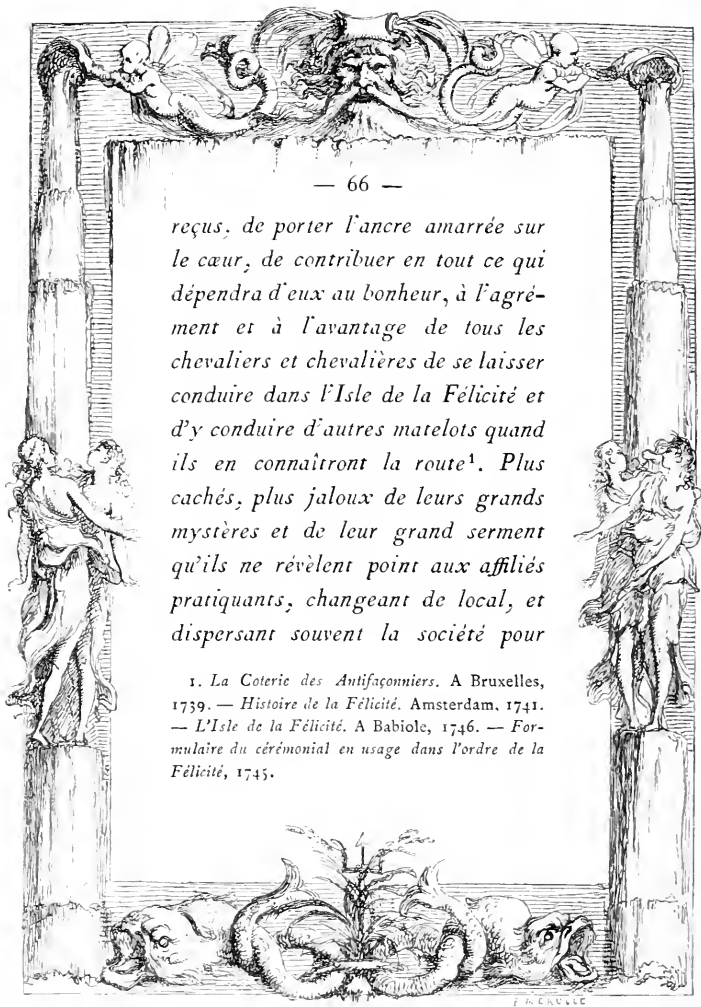 — 66 —
reçus, de porter l'ancre amarrée sur
le cœur, de contribuer en tout ce qui
dépendra d'eux au bonheur, à l'agré-
ment et à l'avantage de tous les
chevaliers et chevalières de se laisser
conduire dans l'Isle de la Félicité et
d'y conduire d'autres matelots quand
ils en connaîtront la route¹. Plus
cachés, plus jaloux de leurs grands
mystères et de leur grand serment
qu'ils ne révèlent point aux affiliés
pratiquants, changeant de local, et
dispersant souvent la société pour
1. La Coterie des Antifaçonniers. A Bruxelles,
1739. — Histoire de la Félicité. Amsterdam, 1741.
— L'Isle de la Félicité. A Babiole, 1746. — For-
mulaire du cérémonial en usage dans l'ordre de la
Félicité, 1745.